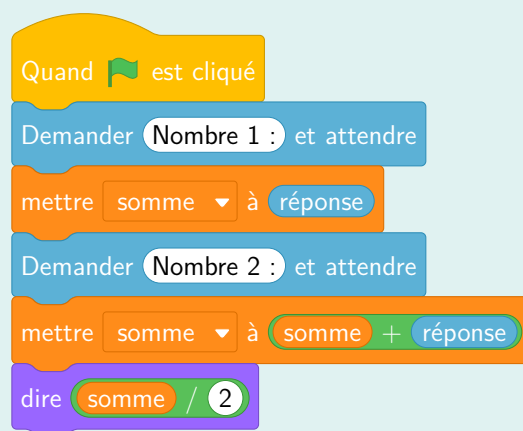 Quand est cliqué
Demander Nombre 1 : et attendre
mettre somme à réponse
Demander Nombre 2 : et attendre
mettre somme à somme + réponse
dire somme / 2